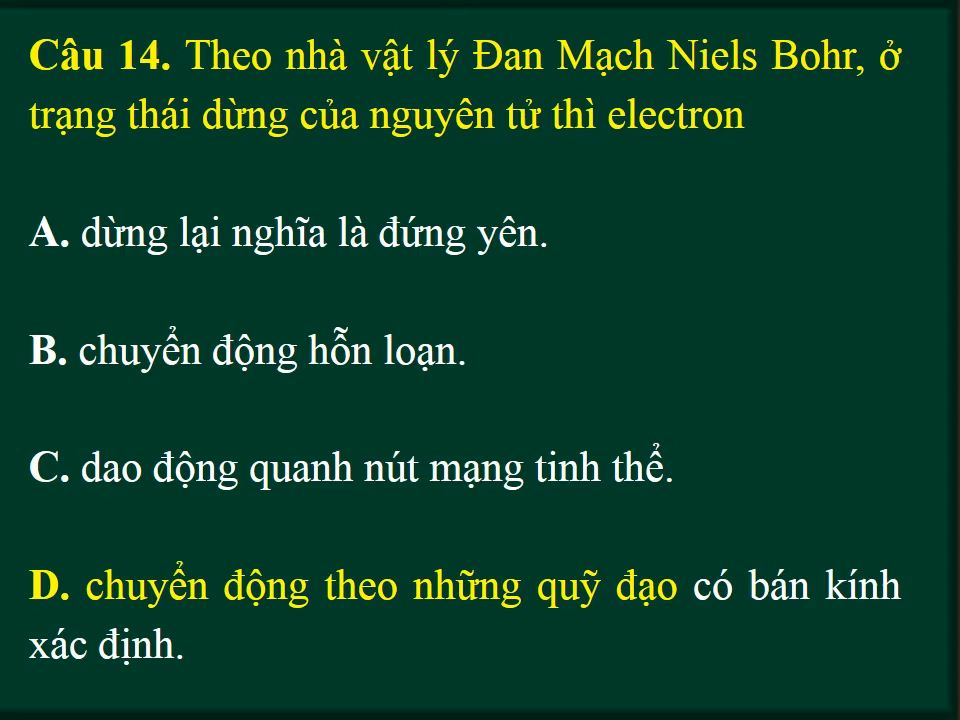 Câu 14. Theo nhà vật lý Đan Mạch Niels Bohr, ở
trạng thái dừng của nguyên tử thì electron
A. dừng lại nghĩa là đứng yên.
B. chuyển động hỗn loạn.
C. dao động quanh nút mạng tinh thể.
D. chuyển động theo những quỹ đạo có bán kính
xác định.